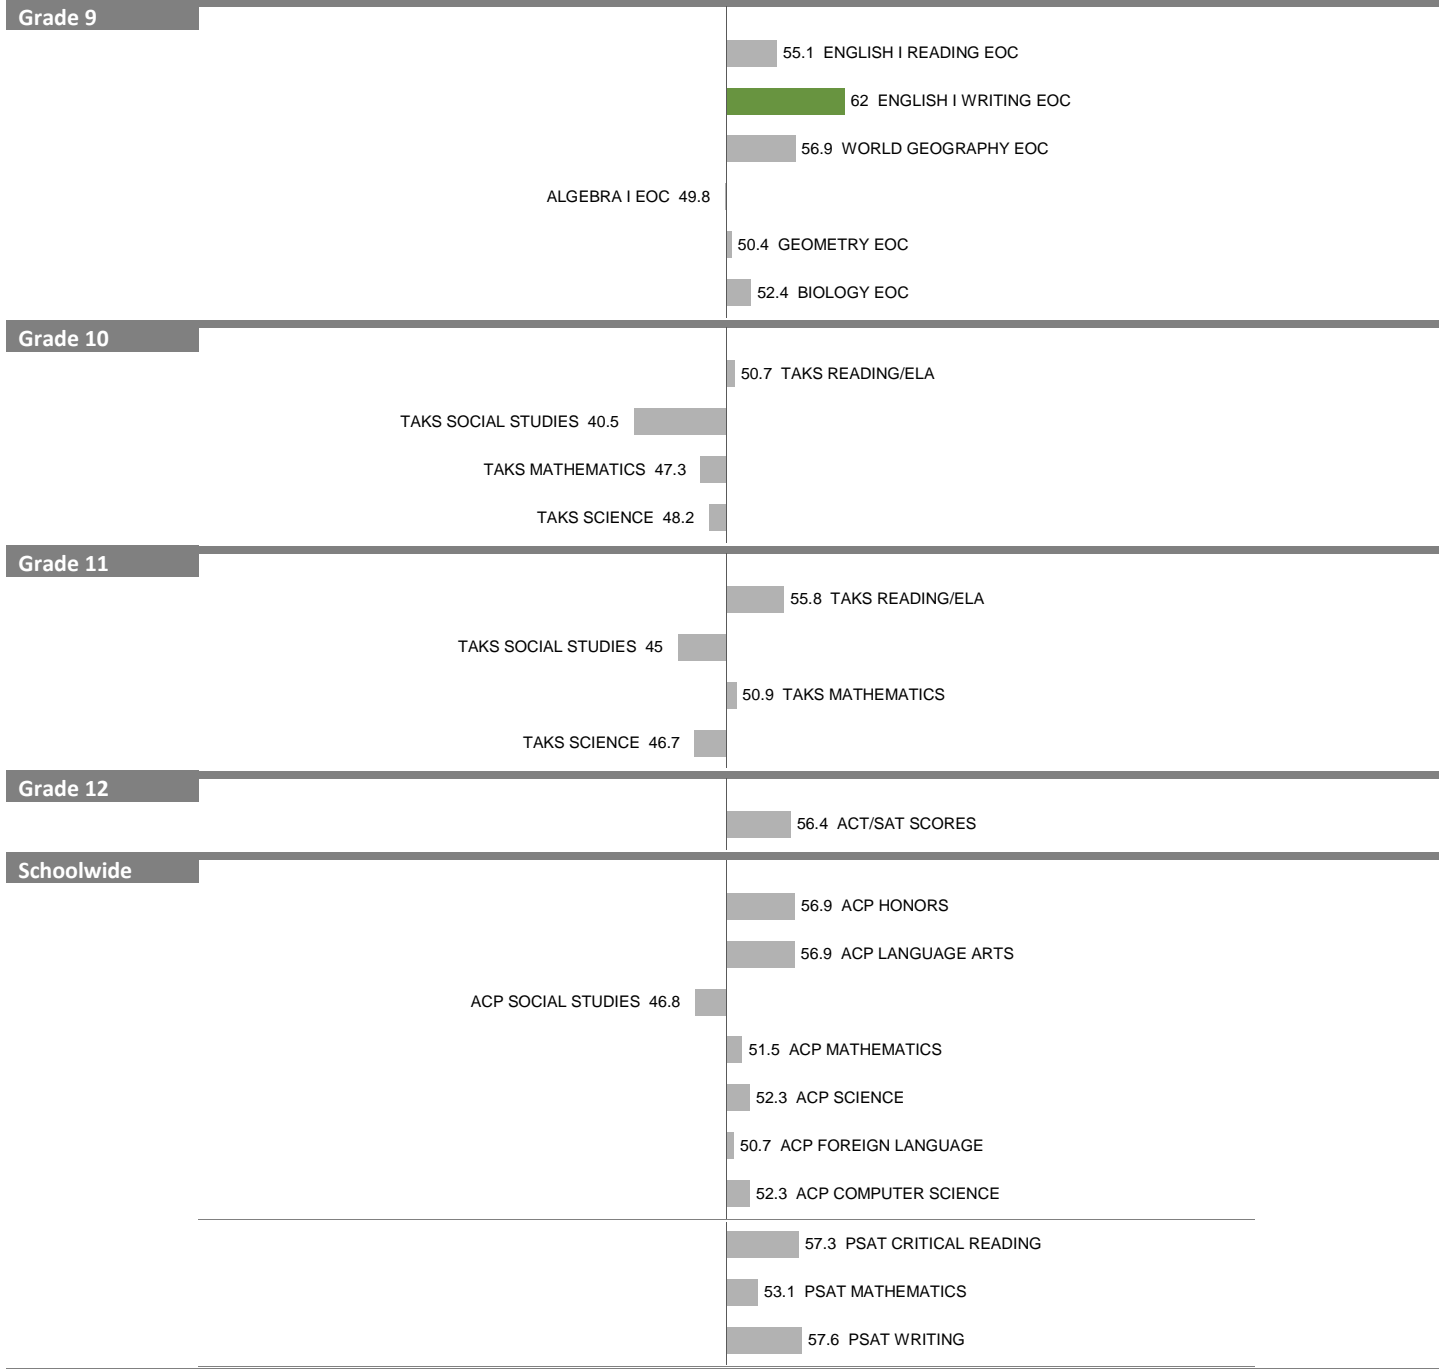 Grade 9
55.1 ENGLISH I READING EOC
62 ENGLISH I WRITING EOC
56.9 WORLD GEOGRAPHY EOC
ALGEBRA I EOC 49.8
50.4 GEOMETRY EOC
52.4 BIOLOGY EOC
Grade 10
50.7 TAKS READING/ELA
TAKS SOCIAL STUDIES 40.5
TAKS MATHEMATICS 47.3
TAKS SCIENCE 48.2
Grade 11
55.8 TAKS READING/ELA
TAKS SOCIAL STUDIES 45
50.9 TAKS MATHEMATICS
TAKS SCIENCE 46.7
Grade 12
56.4 ACT/SAT SCORES
Schoolwide
56.9 ACP HONORS
56.9 ACP LANGUAGE ARTS
ACP SOCIAL STUDIES 46.8
51.5 ACP MATHEMATICS
52.3 ACP SCIENCE
50.7 ACP FOREIGN LANGUAGE
52.3 ACP COMPUTER SCIENCE
57.3 PSAT CRITICAL READING
53.1 PSAT MATHEMATICS
57.6 PSAT WRITING